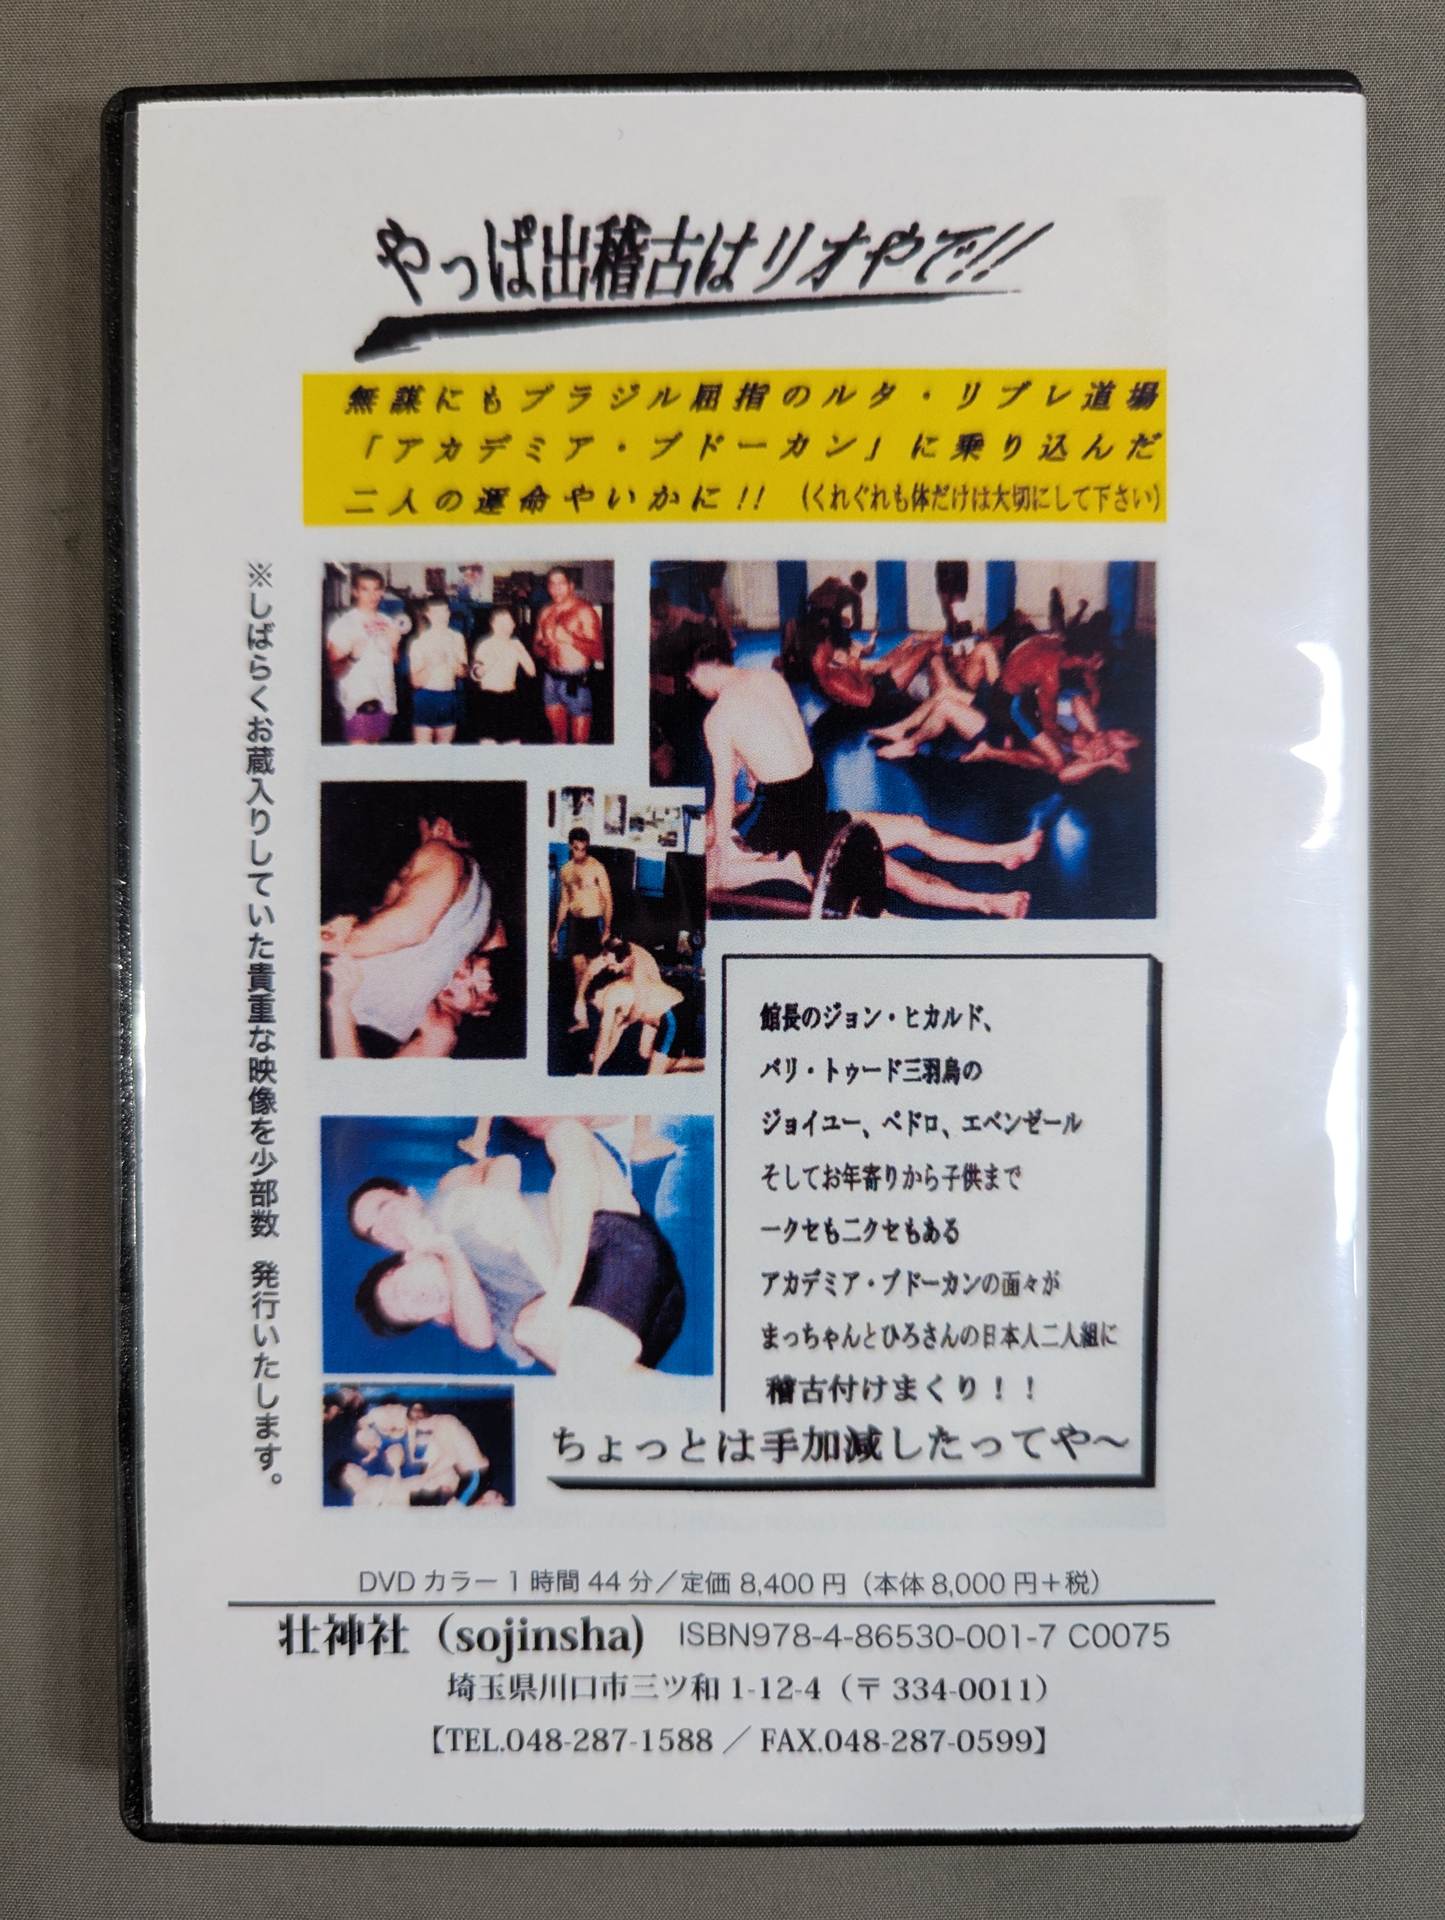 やっぱ出稽古はリオやで!!
無謀にもブラジル屈指のルタ・リブレ道場
「アカデミア・ブドーカン」に乗り込んだ
二人の運命やいかに!! (くれぐれも体だけは大切にして下さい)
※しばらくお蔵入りしていた貴重な映像を少部数 発行いたします。
館長のジョン・ヒカルド、
バリ・トゥード三羽烏の
ジョイユー、ペドロ、エベンゼール
そしてお年寄りから子供まで
一クセも二クセもある
アカデミア・ブドーカンの面々が
まっちゃんとひろさんの日本人二人組に
稽古付けまくり！！
ちょっとは手加減したってや～
DVD カラー 1 時間 44 分／定価 8,400 円（本体 8,000 円＋税）
壮神社（sojinsha） ISBN978-4-86530-001-7 C0075
埼玉県川口市三ツ和 1-12-4（〒 334-0011）
【TEL.048-287-1588 ／ FAX.048-287-0599】